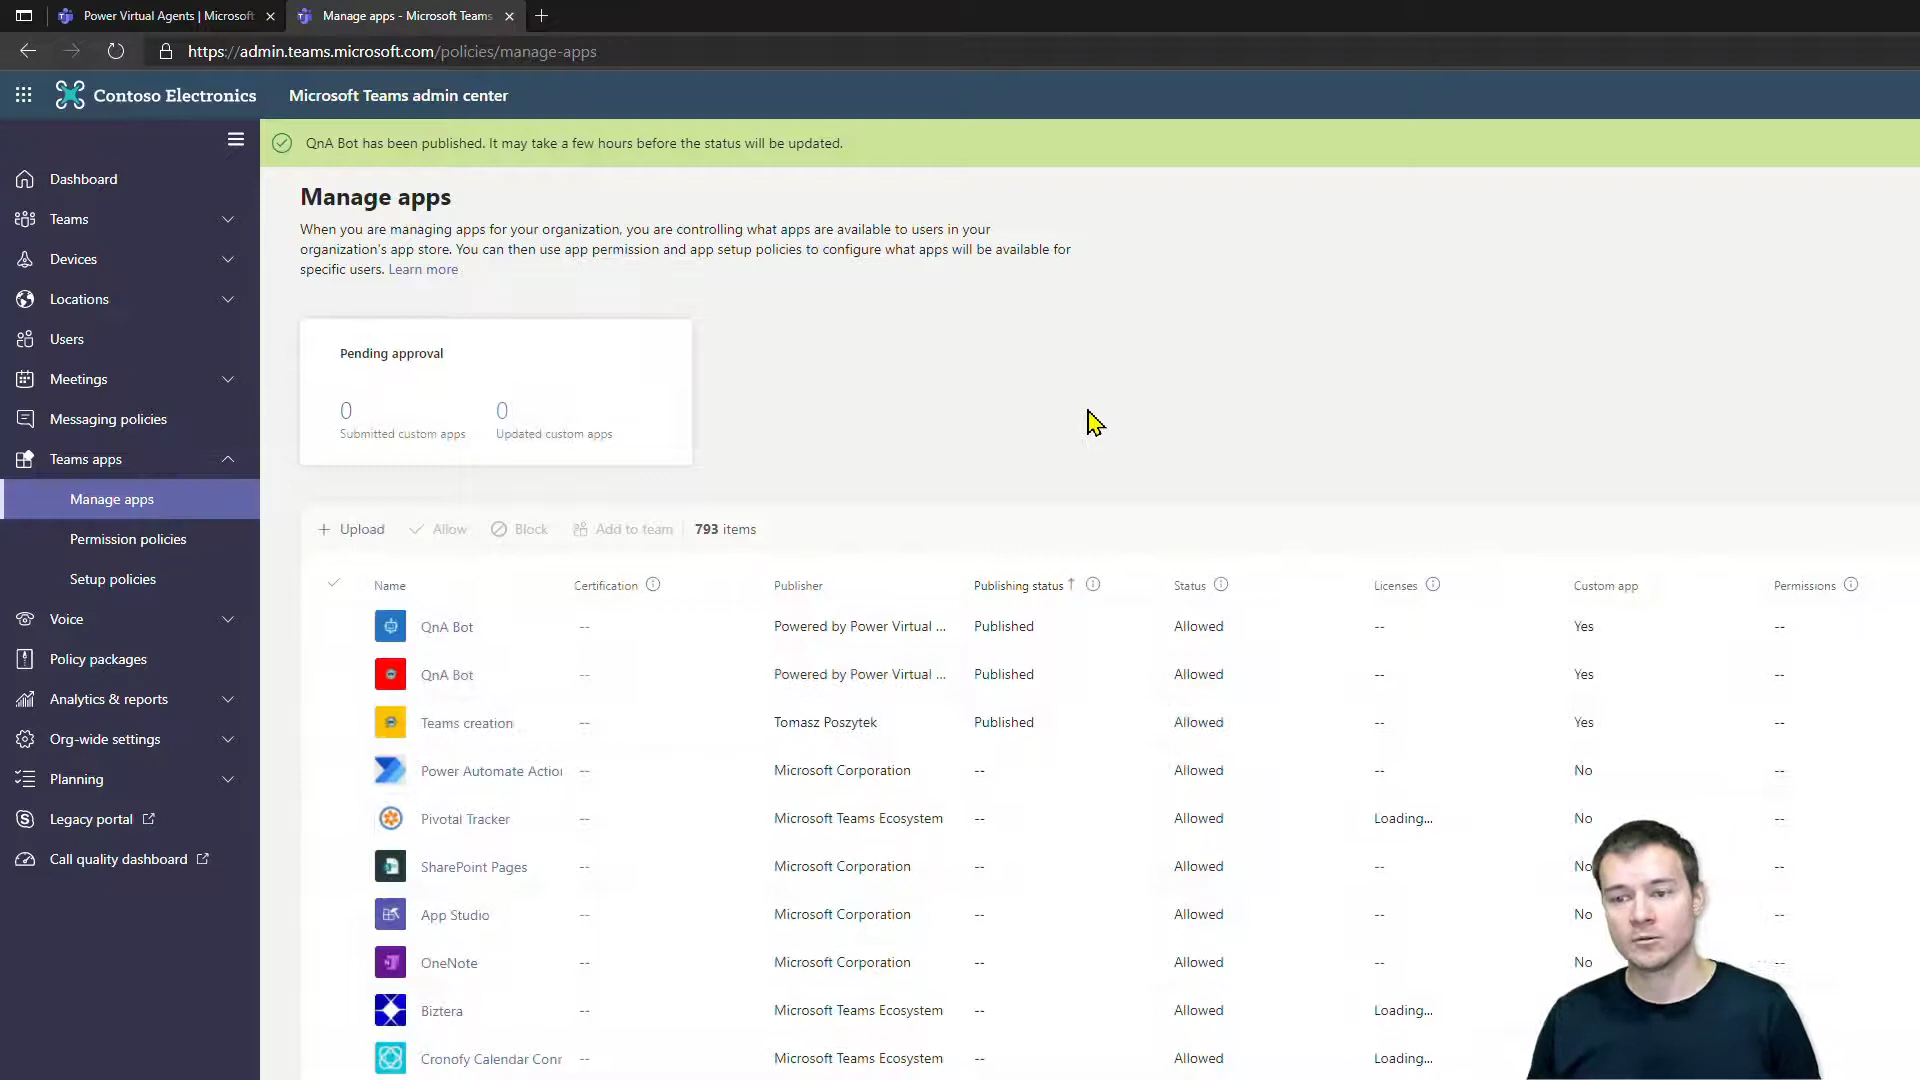 Power Virtual Agents | Microsoft
Manage apps - Microsoft Teams
https://admin.teams.microsoft.com/policies/manage-apps
Contoso Electronics
Microsoft Teams admin center
QnA Bot has been published. It may take a few hours before the status will be updated.
Dashboard
Teams
Devices
Locations
Users
Meetings
Messaging policies
Teams apps
Manage apps
Permission policies
Setup policies
Voice
Policy packages
Analytics & reports
Org-wide settings
Planning
Legacy portal
Call quality dashboard
Manage apps
When you are managing apps for your organization, you are controlling what apps are available to users in your
organization's app store. You can then use app permission and app setup policies to configure what apps will be available for
specific users. Learn more
Pending approval
0 0
Submitted custom apps Updated custom apps
Upload Allow Block Add to team 793 items
Name Certification Publisher Publishing status Status Licenses Custom app Permissions
QnA Bot -- Powered by Power Virtual ... Published Allowed -- Yes --
QnA Bot -- Powered by Power Virtual ... Published Allowed -- Yes --
Teams creation -- Tomasz Poszytek Published Allowed -- Yes --
Power Automate Action -- Microsoft Corporation -- Allowed -- No --
Pivotal Tracker -- Microsoft Teams Ecosystem -- Allowed Loading... No --
SharePoint Pages -- Microsoft Corporation -- Allowed -- No --
App Studio -- Microsoft Corporation -- Allowed -- No --
OneNote -- Microsoft Corporation -- Allowed -- No --
Biztera -- Microsoft Teams Ecosystem -- Allowed Loading...
Cronofy Calendar Conn -- Microsoft Teams Ecosystem -- Allowed Loading...